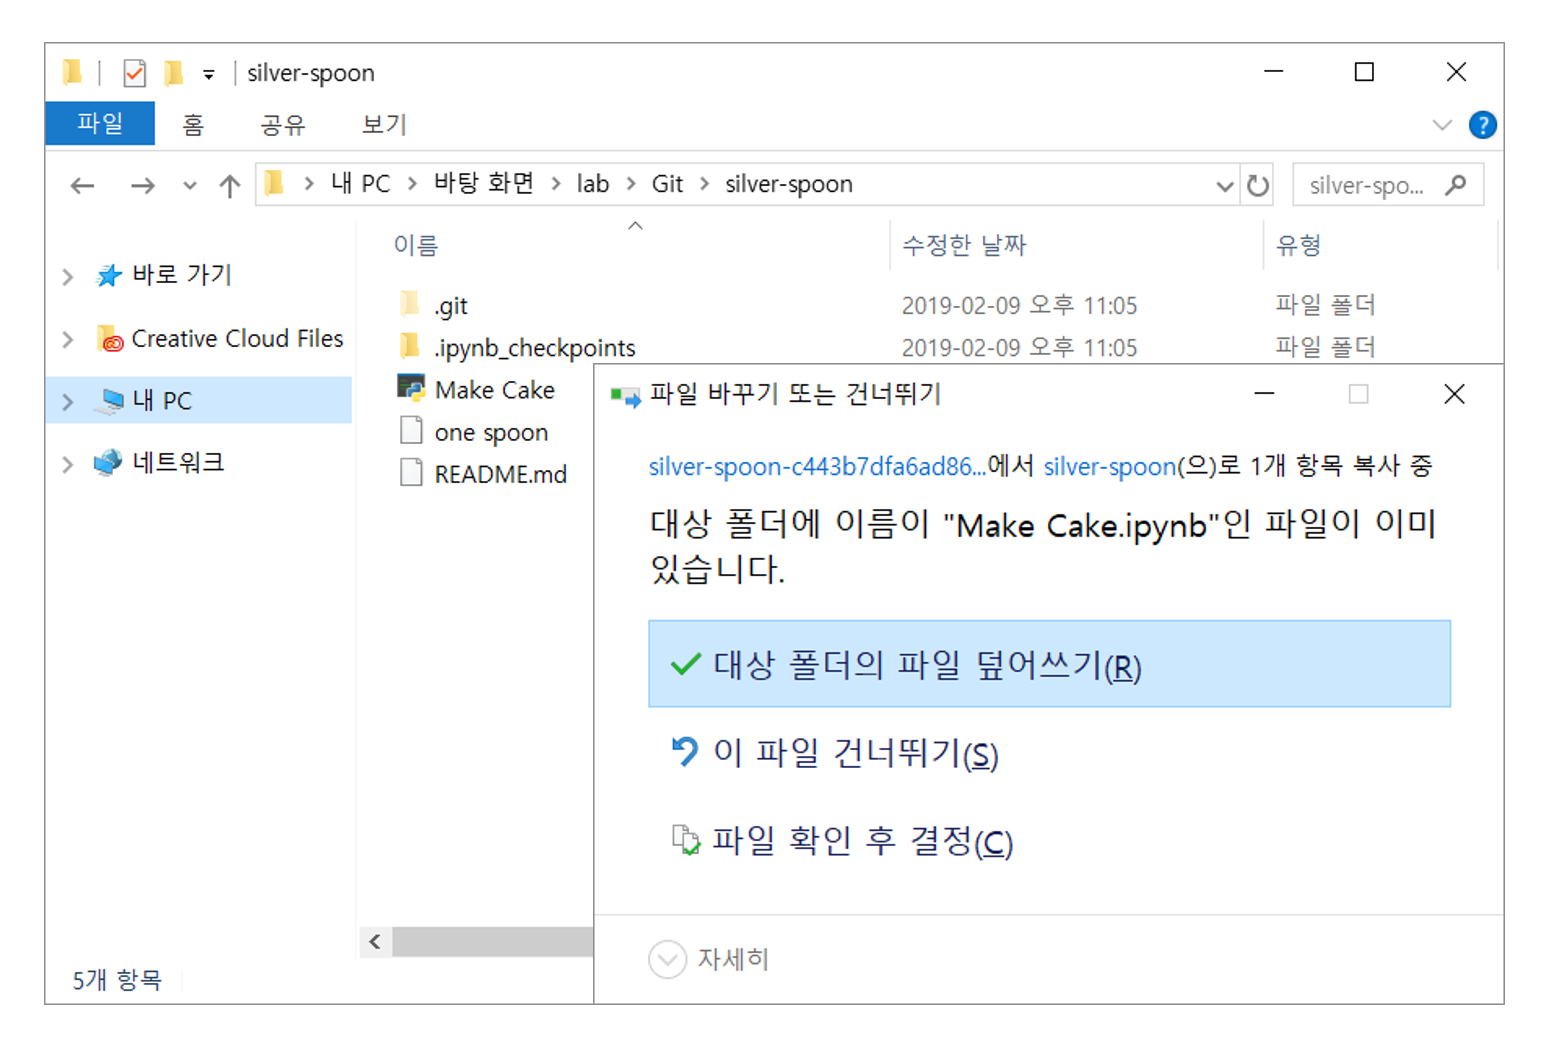 silver-spoon
파일 홈 공유 보기
내 PC > 바탕 화면 > lab > Git > silver-spoon
silver-spo...
바로 가기
Creative Cloud Files
내 PC
네트워크
이름 수정한 날짜 유형
.git 2019-02-09 오후 11:05 파일 폴더
.ipynb_checkpoints 2019-02-09 오후 11:05 파일 폴더
Make Cake
one spoon
README.md
5개 항목
파일 바꾸기 또는 건너뛰기
silver-spoon-c443b7dfa6ad86...에서 silver-spoon(으)로 1개 항목 복사 중
대상 폴더에 이름이 "Make Cake.ipynb"인 파일이 이미
있습니다.
대상 폴더의 파일 덮어쓰기(R)
이 파일 건너뛰기(S)
파일 확인 후 결정(C)
자세히